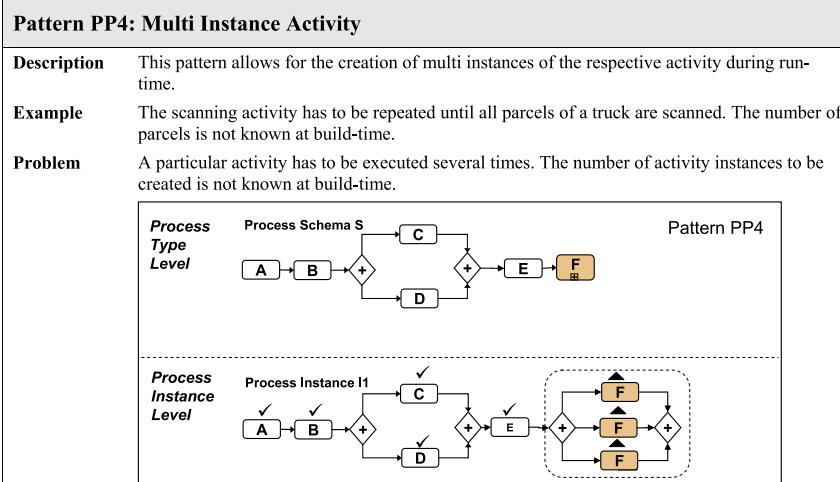 Pattern PP4: Multi Instance Activity
Description This pattern allows for the creation of multi instances of the respective activity during run-
time.
Example The scanning activity has to be repeated until all parcels of a truck are scanned. The number of
parcels is not known at build-time.
Problem A particular activity has to be executed several times. The number of activity instances to be
created is not known at build-time.
Process
Type
Level
Process Schema S
Pattern PP4
C
A B + + E F
D
Process
Instance
Level
Process Instance I1
C F
A B + + E + F +
D F